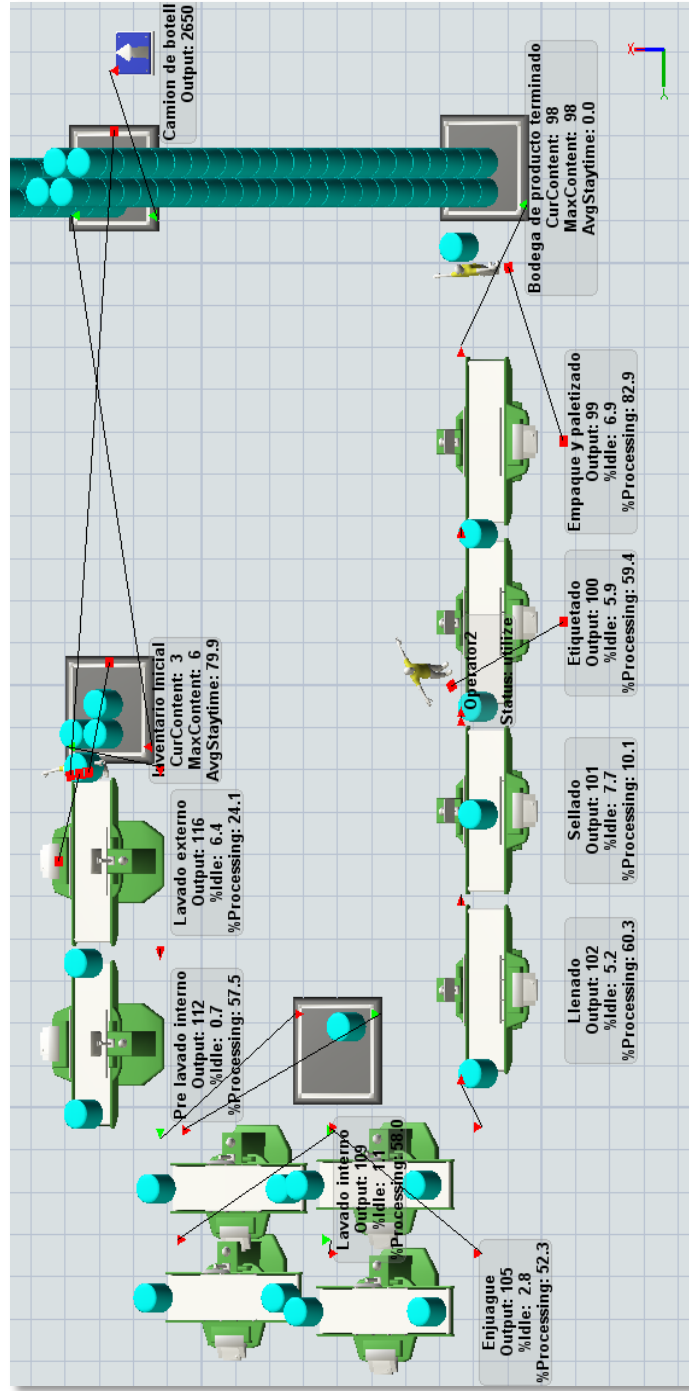 Pre lavado interno
Output: 112
%Idle: 0.7
%Processing: 57.5
Lavado externo
Output: 116
%Idle: 6.4
%Processing: 24.1
Inventario Inicial
CurContent: 3
MaxContent: 6
AvgStaytime: 79.9
Camion de botell
Output: 2650
Lavado interno
Output: 109
%Idle: 1.1
%Processing: 58.0
Enjuague
Output: 105
%Idle: 2.8
%Processing: 52.3
Llenado
Output: 102
%Idle: 5.2
%Processing: 60.3
Sellado
Output: 101
%Idle: 7.7
%Processing: 10.1
Operator2
Status: utilize
Etiquetado
Output: 100
%Idle: 5.9
%Processing: 59.4
Empaque y paletizado
Output: 99
%Idle: 6.9
%Processing: 82.9
Bodega de producto terminado
CurContent: 98
MaxContent: 98
AvgStaytime: 0.0
X
Y